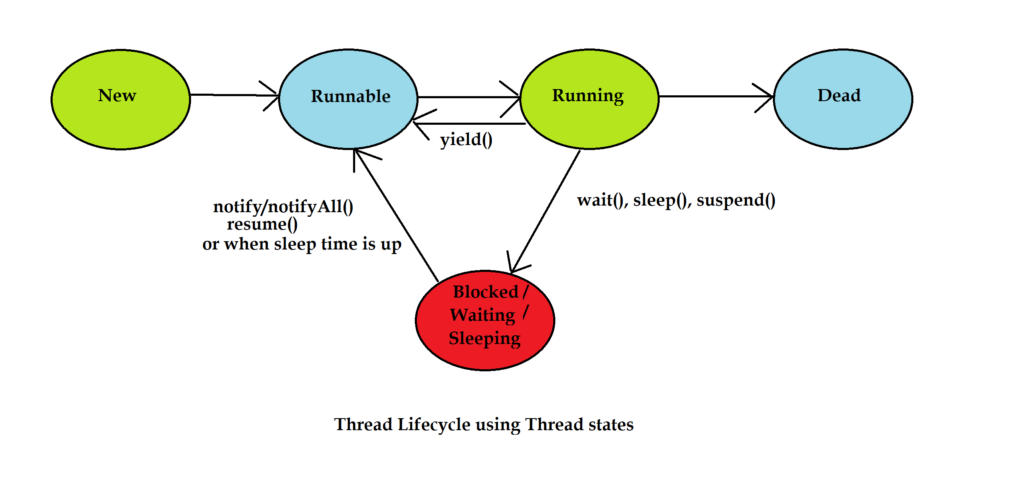 New
Runnable
Running
Dead
yield()
wait(), sleep(), suspend()
notify/notifyAll()
resume()
or when sleep time is up
Blocked /
Waiting /
Sleeping
Thread Lifecycle using Thread states